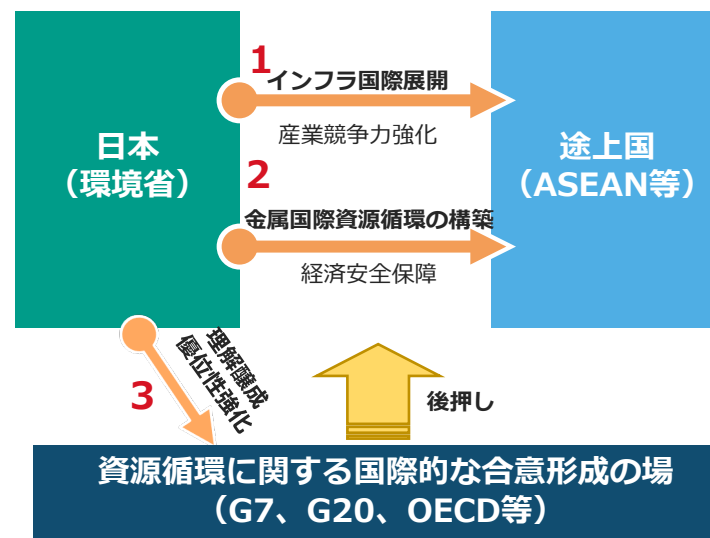 1
インフラ国際展開
産業競争力強化
日本
（環境省）
途上国
（ASEAN等）
2
金属国際資源循環の構築
経済安全保障
3
理解醸成
優位性強化
後押し
資源循環に関する国際的な合意形成の場
（G7、G20、OECD等）